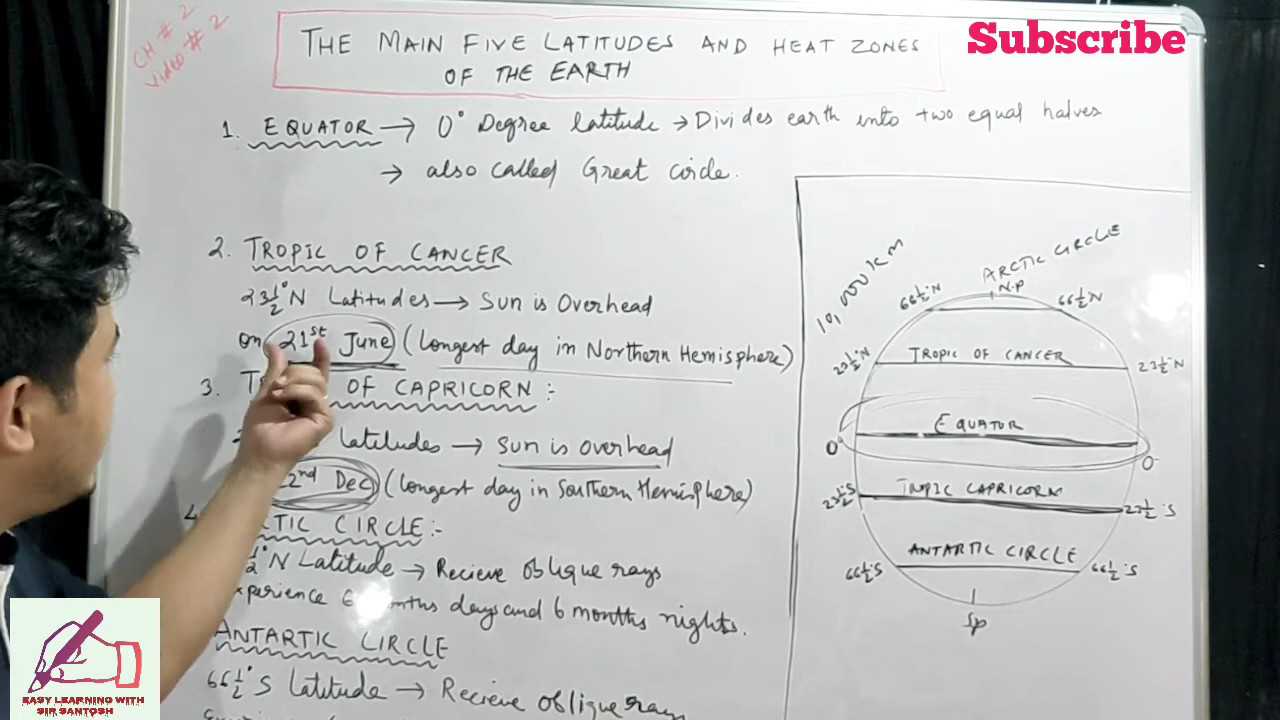 CH # 2
Video # 2
Subscribe
THE MAIN FIVE LATITUDES AND HEAT ZONES
OF THE EARTH
1. EQUATOR → 0° Degree latitude → Divides earth into two equal halves
→ also called Great circle.
2. TROPIC OF CANCER
23½°N Latitudes → Sun is Overhead
on 21st June (Longest day in Northern Hemisphere)
3. OF CAPRICORN :-
latitudes → Sun is overhead
2nd Dec (longest day in Southern Hemisphere)
CIRCLE :-
N Latitude → Recieve oblique rays
days and 6 months nights.
ANTARTIC CIRCLE
66½°S Latitude → Recieve oblique rays
10,000 KM
ARCTIC CIRCLE
N.P
66½°N 66½°N
23½°N TROPIC OF CANCER 23½°N
EQUATOR
0° 0
23½°S TROPIC CAPRICORN 23½°S
ANTARTIC CIRCLE
66½°S 66½°S
SP
EASY LEARNING WITH
SIR SANTOSH